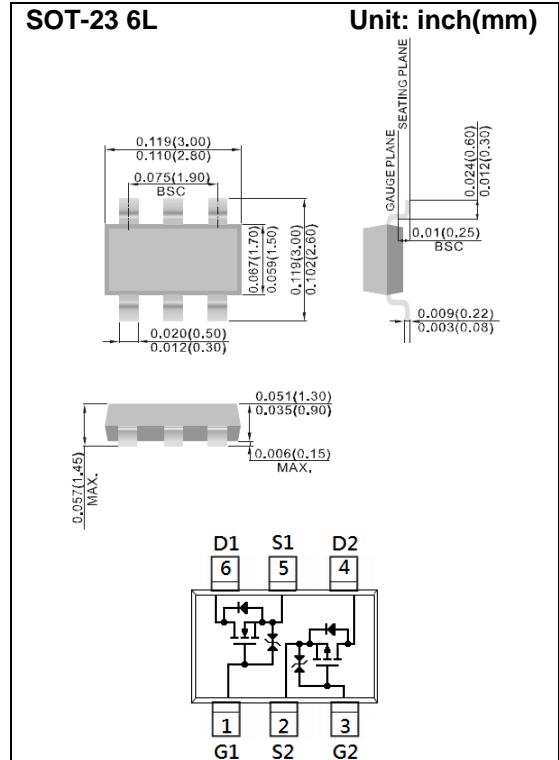 SOT-23 6L Unit: inch(mm)
SEATING PLANE
GAUGE PLANE
0.119(3.00)
0.110(2.80)
0.075(1.90)
BSC
0.067(1.70)
0.059(1.50)
0.119(3.00)
0.102(2.60)
0.020(0.50)
0.012(0.30)
0.024(0.60)
0.012(0.30)
0.01(0.25)
BSC
0.009(0.22)
0.003(0.08)
0.051(1.30)
0.035(0.90)
0.006(0.15)
MAX.
0.057(1.45)
MAX.
D1 S1 D2
6 5 4
1 2 3
G1 S2 G2